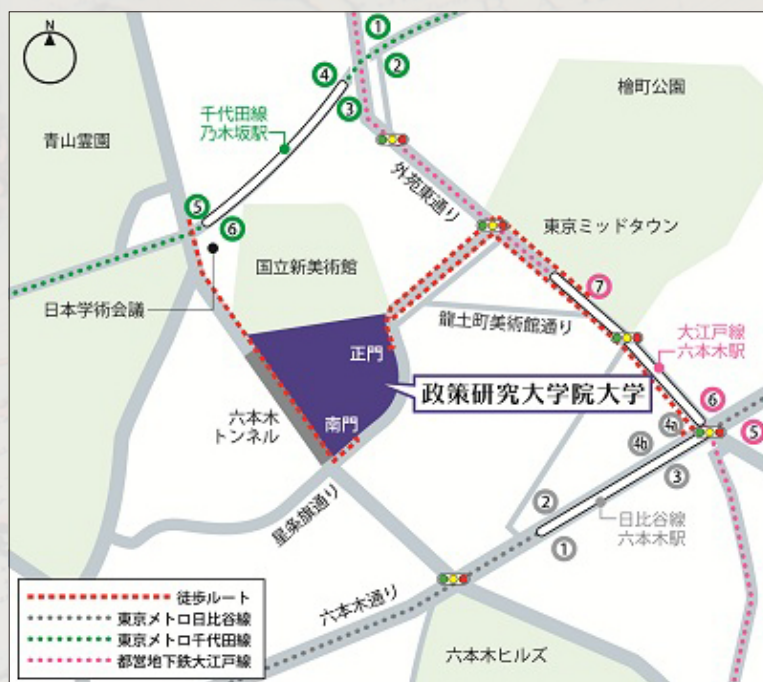 N
①
②
④
③
檜町公園
千代田線
乃木坂駅
青山霊園
外苑東通り
⑤
⑥
東京ミッドタウン
国立新美術館
日本学術会議
⑦
龍土町美術館通り
大江戸線
六本木駅
正門
政策研究大学院大学
六本木
トンネル
南門
⑥
4a
⑤
4b
③
星条旗通り
②
日比谷線
六本木駅
①
六本木通り
徒歩ルート
東京メトロ日比谷線
東京メトロ千代田線
都営地下鉄大江戸線
六本木ヒルズ